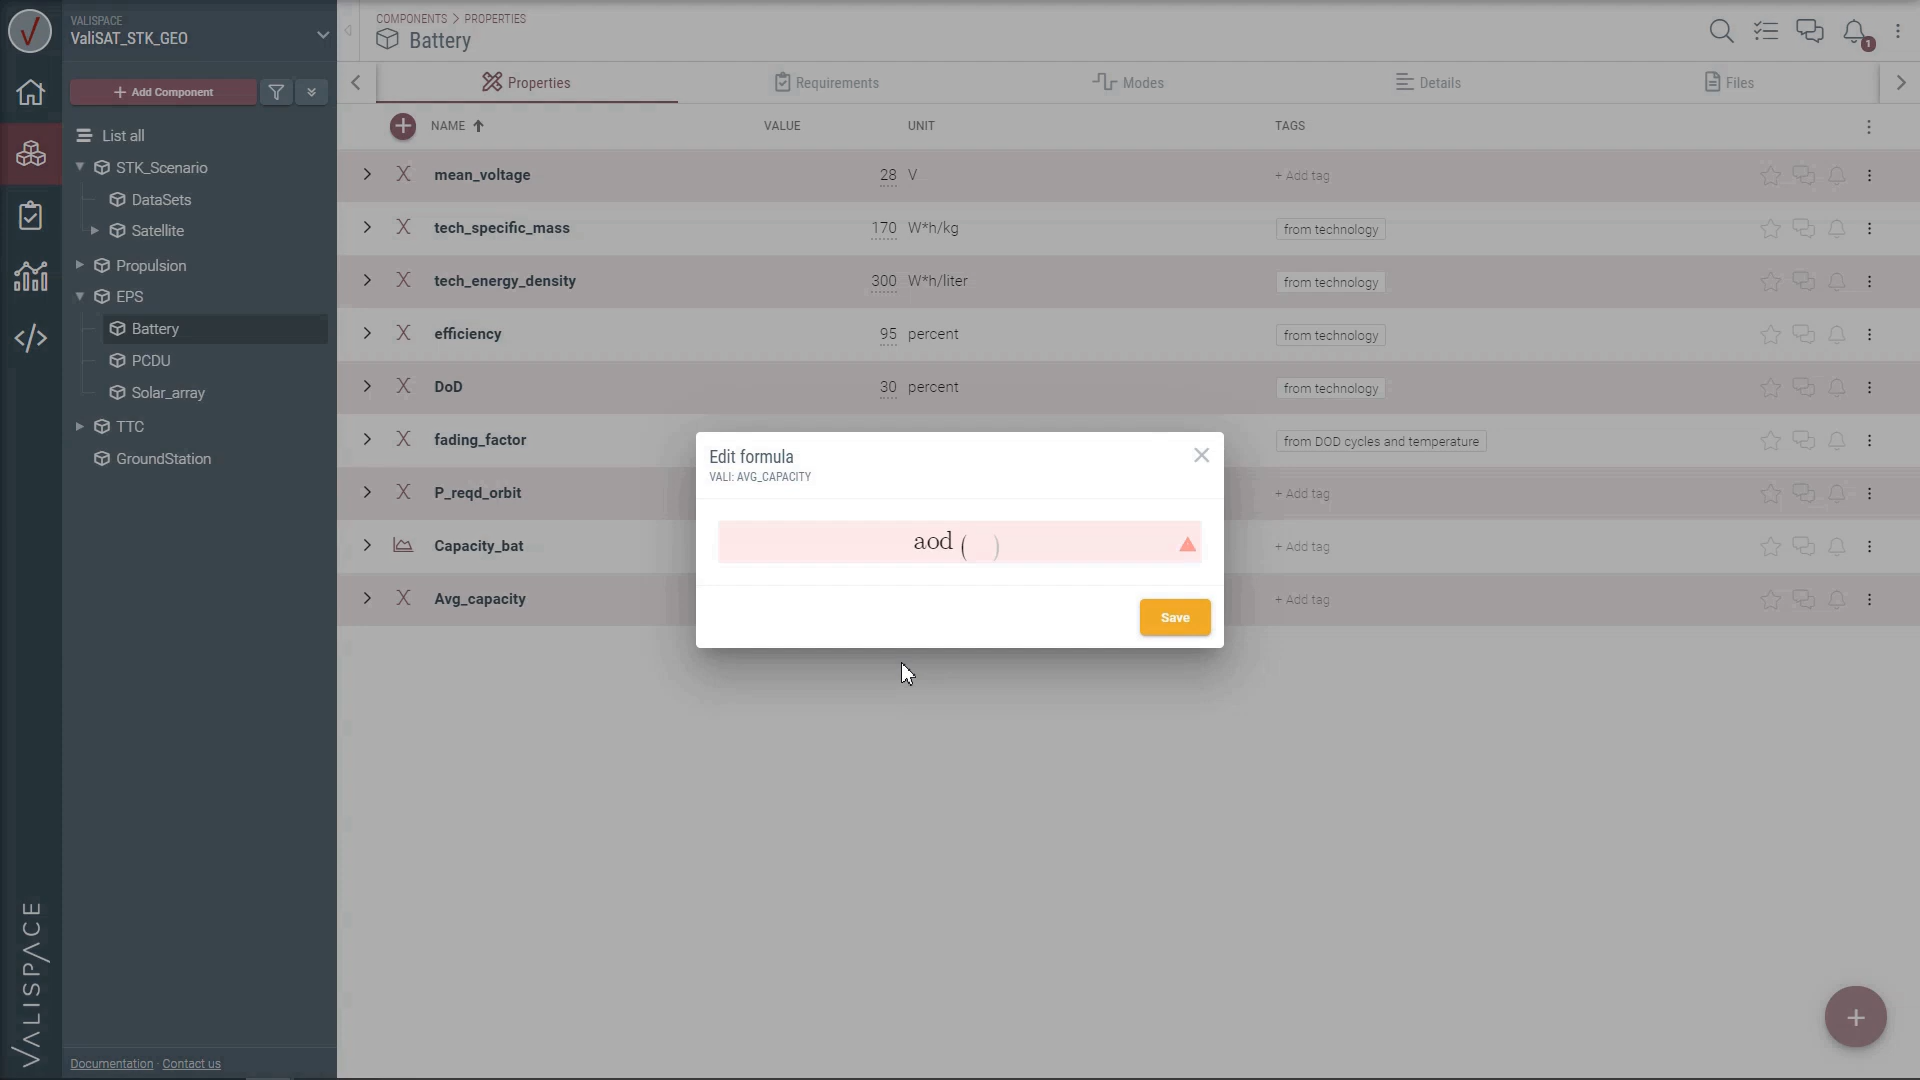 VALISPACE
ValiSAT_STK_GEO
Add Component
List all
STK_Scenario
DataSets
Satellite
Propulsion
EPS
Battery
PCDU
Solar_array
TTC
GroundStation
VALISPACE
Documentation · Contact us
COMPONENTS > PROPERTIES
Battery
1
Properties Requirements Modes Details Files
NAME VALUE UNIT TAGS
mean_voltage 28 V + Add tag
tech_specific_mass 170 W*h/kg from technology
tech_energy_density 300 W*h/liter from technology
efficiency 95 percent from technology
DoD 30 percent from technology
fading_factor from DOD cycles and temperature
P_reqd_orbit + Add tag
Capacity_bat + Add tag
Avg_capacity + Add tag
Edit formula
VALI: AVG_CAPACITY
aod ( )
Save